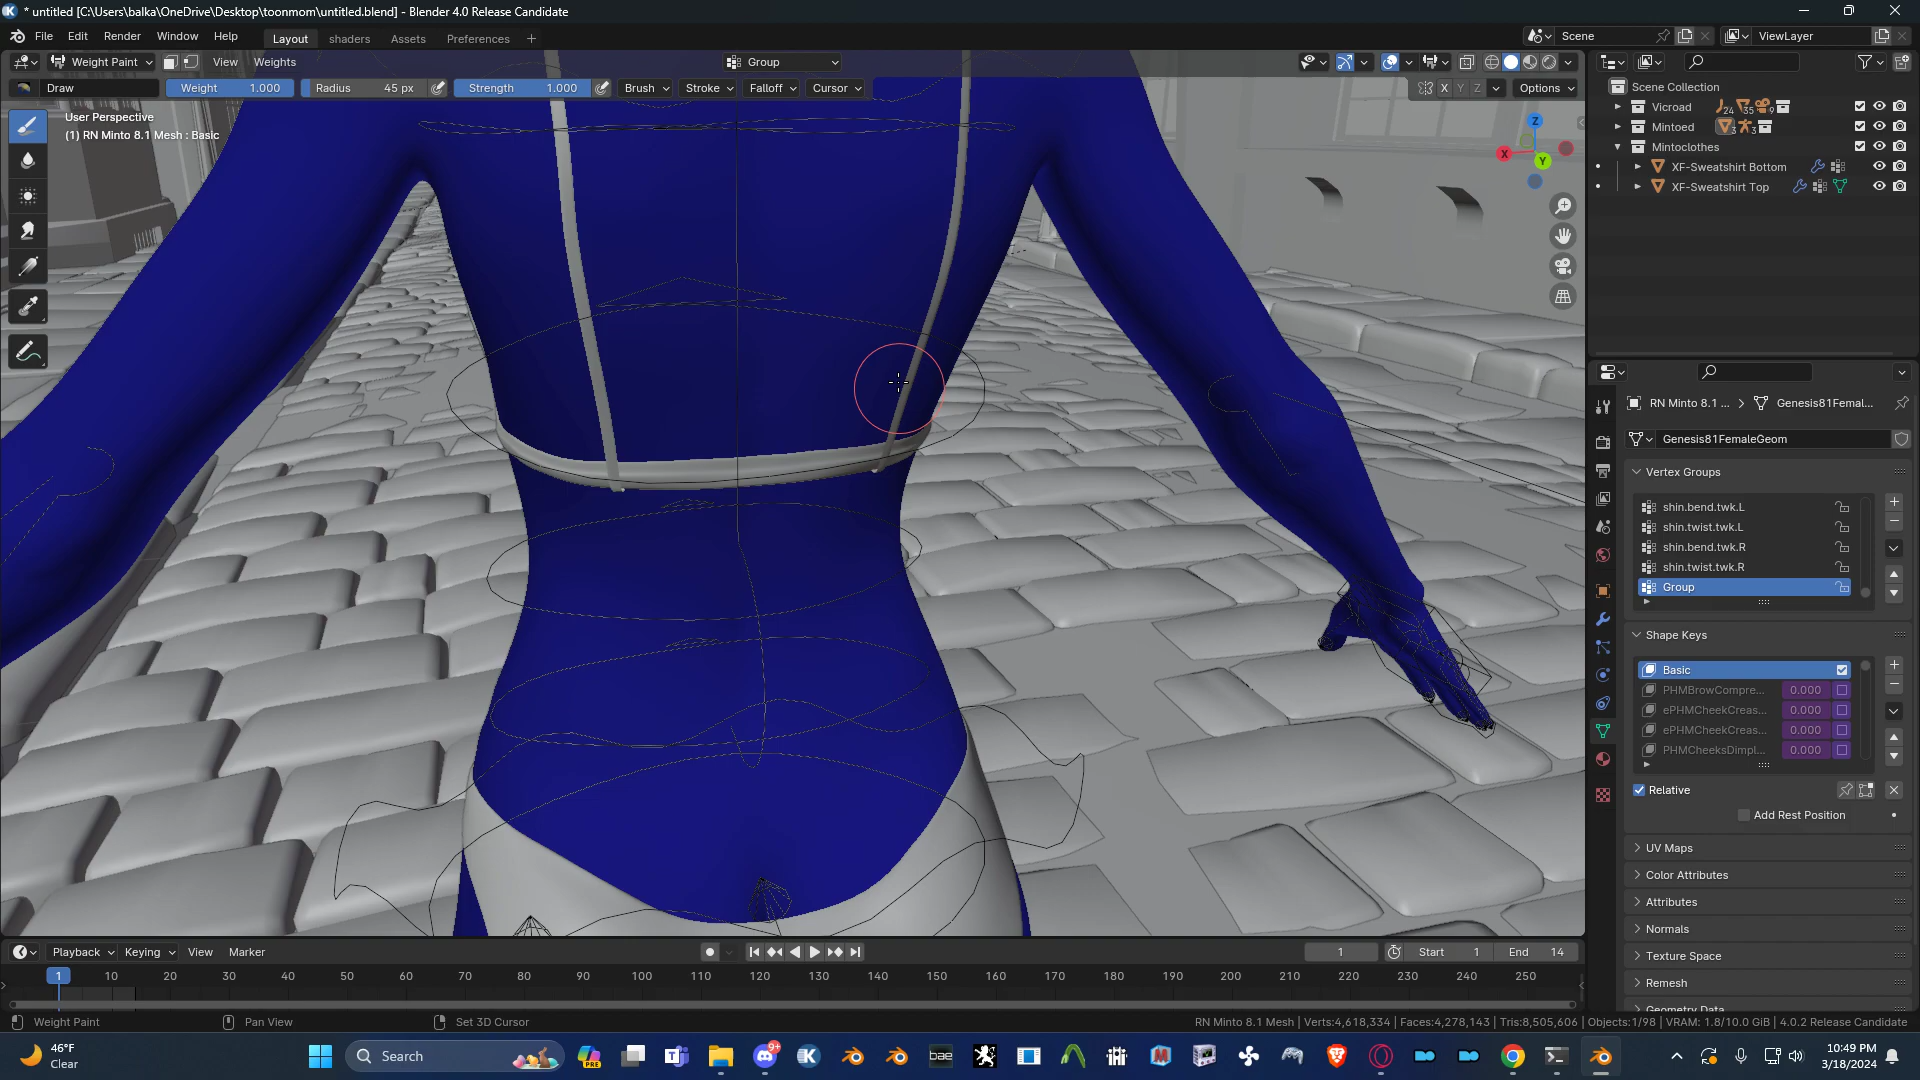 * untitled [C:\Users\balka\OneDrive\Desktop\toonmom\untitled.blend] - Blender 4.0 Release Candidate
File Edit Render Window Help Layout shaders Assets Preferences +
Scene ViewLayer
Weight Paint View Weights Group
Draw Weight 1.000 Radius 45 px Strength 1.000 Brush Stroke Falloff Cursor X Y Z Options
User Perspective
(1) RN Minto 8.1 Mesh : Basic
Z
X
Y
Scene Collection
Vicroad 24 35 9
Mintoed 3 3
Mintoclothes
XF-Sweatshirt Bottom
XF-Sweatshirt Top
RN Minto 8.1 ... > Genesis81Femal...
Genesis81FemaleGeom
Vertex Groups
shin.bend.twk.L
shin.twist.twk.L
shin.bend.twk.R
shin.twist.twk.R
Group
Shape Keys
Basic
PHMBrowCompre... 0.000
ePHMCheekCreas... 0.000
ePHMCheekCreas... 0.000
PHMCheeksDimpl... 0.000
Relative
Add Rest Position
UV Maps
Color Attributes
Attributes
Normals
Texture Space
Remesh
Geometry Data
Playback Keying View Marker 1 Start 1 End 14
1 10 20 30 40 50 60 70 80 90 100 110 120 130 140 150 160 170 180 190 200 210 220 230 240 250
Weight Paint Pan View Set 3D Cursor RN Minto 8.1 Mesh | Verts:4,618,334 | Faces:4,278,143 | Tris:8,505,606 | Objects:1/98 | VRAM: 1.8/10.0 GiB | 4.0.2 Release Candidate
46°F
Clear
Search
PRE
9+
bae
10:49 PM
3/18/2024